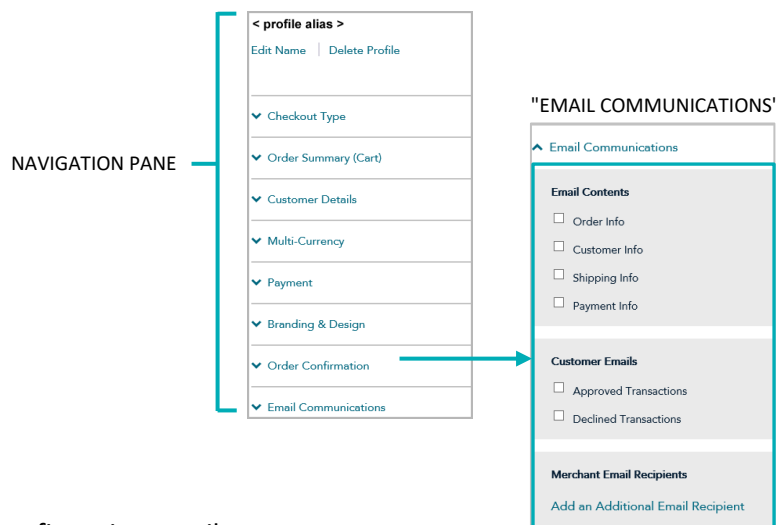 < profile alias >
Edit Name
Delete Profile
Checkout Type
Order Summary (Cart)
Customer Details
Multi-Currency
Payment
Branding & Design
Order Confirmation
Email Communications
NAVIGATION PANE
"EMAIL COMMUNICATIONS"
Email Communications
Email Contents
Order Info
Customer Info
Shipping Info
Payment Info
Customer Emails
Approved Transactions
Declined Transactions
Merchant Email Recipients
Add an Additional Email Recipient